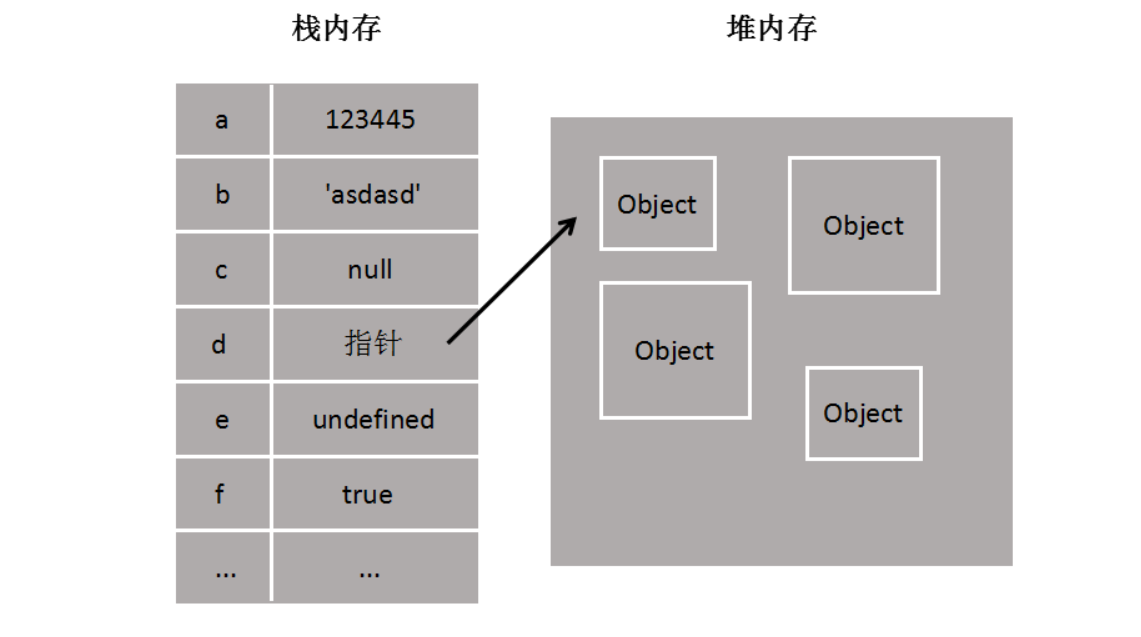 栈内存
堆内存
a 123445
b 'asdasd'
c null
d 指针
e undefined
f true
... ...
Object
Object
Object
Object